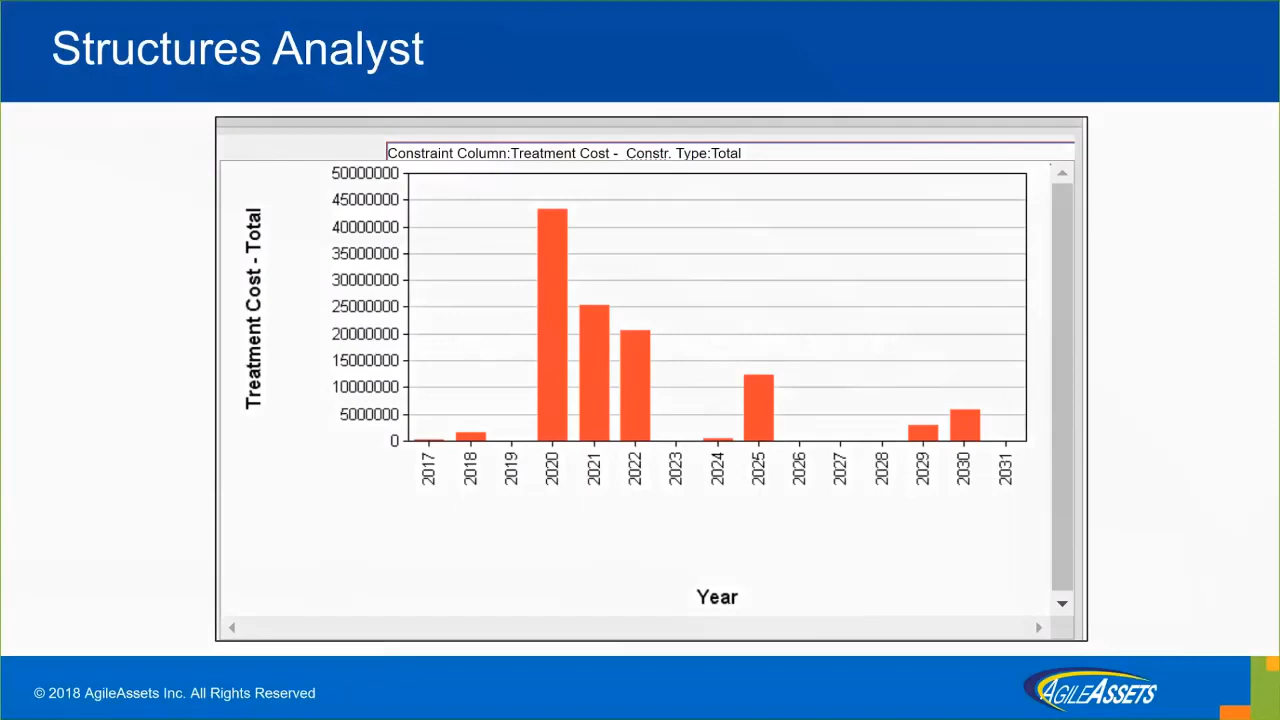 Structures Analyst
Constraint Column:Treatment Cost -  Constr. Type:Total
Treatment Cost - Total
50000000
45000000
40000000
35000000
30000000
25000000
20000000
15000000
10000000
5000000
0
2017 2018 2019 2020 2021 2022 2023 2024 2025 2026 2027 2028 2029 2030 2031
Year
© 2018 AgileAssets Inc. All Rights Reserved
AGILEASSETS